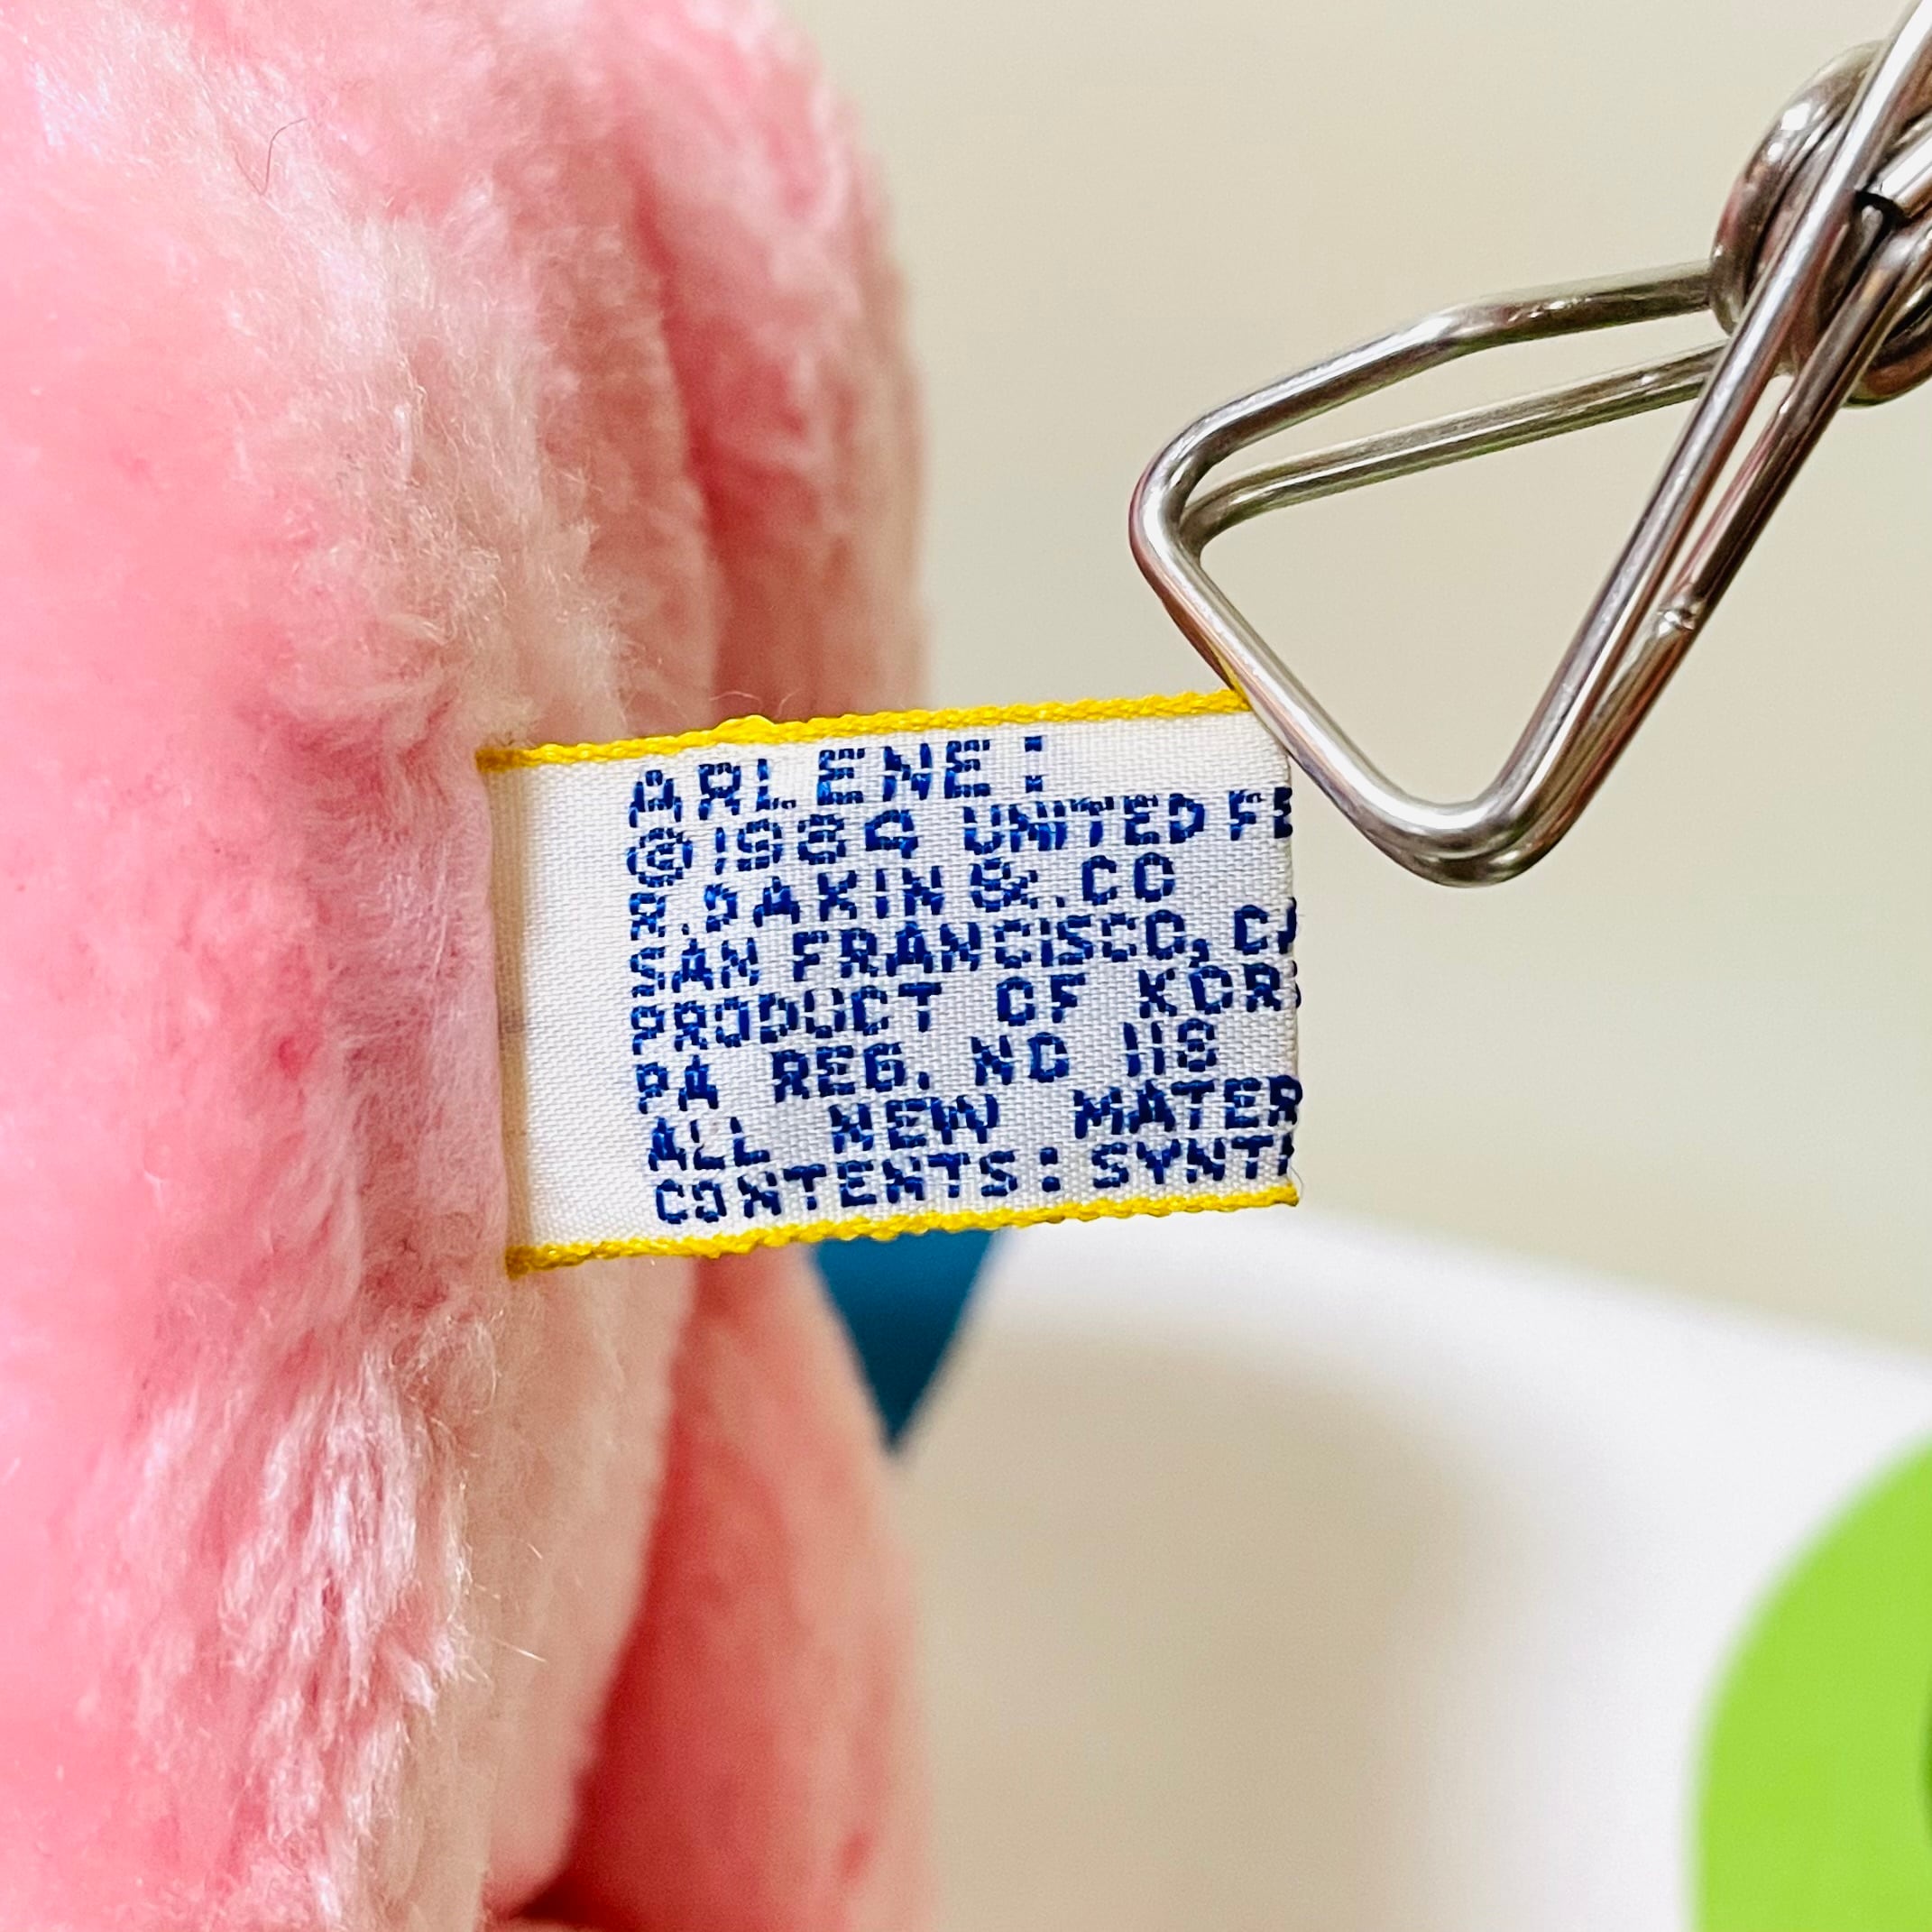 ARLENE:
©1984 UNITED FE
R.DAKIN &.CO
SAN FRANCISCO, CA
PRODUCT OF KOR
PA REG. NO 118
ALL NEW MATER
CONTENTS: SYNTH